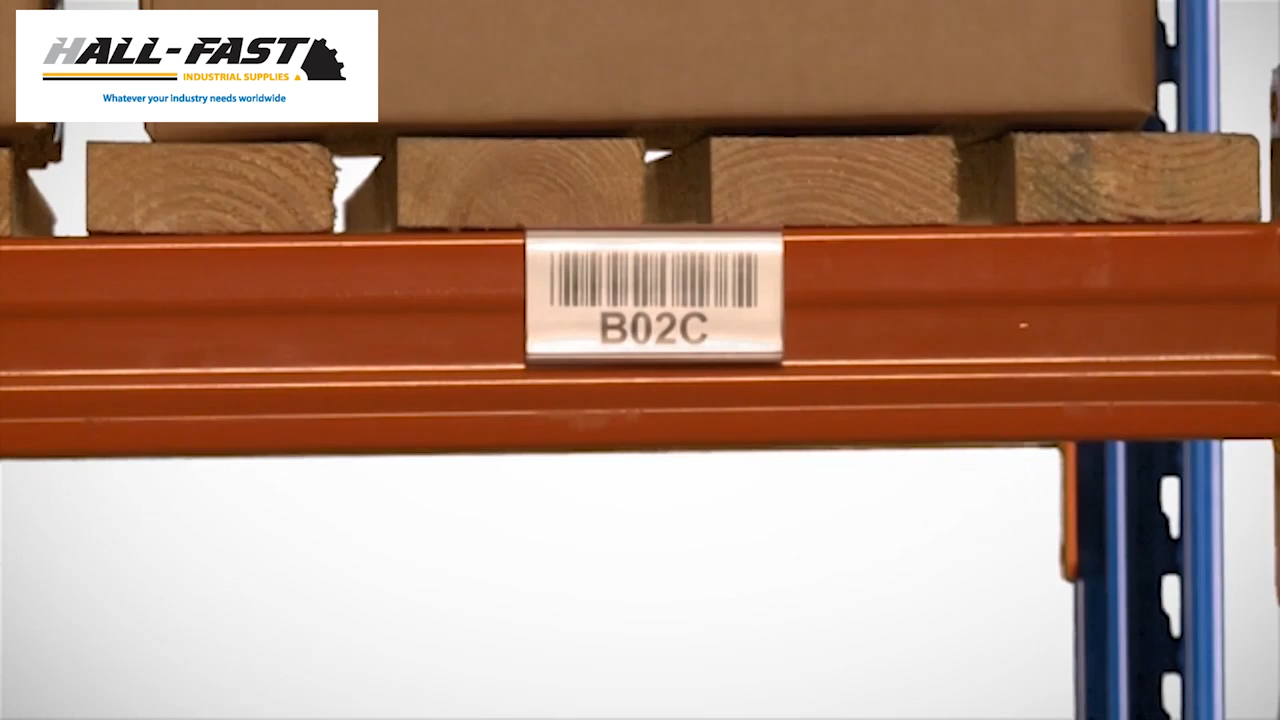 HALL-FAST
INDUSTRIAL SUPPLIES
Whatever your industry needs worldwide
B02C